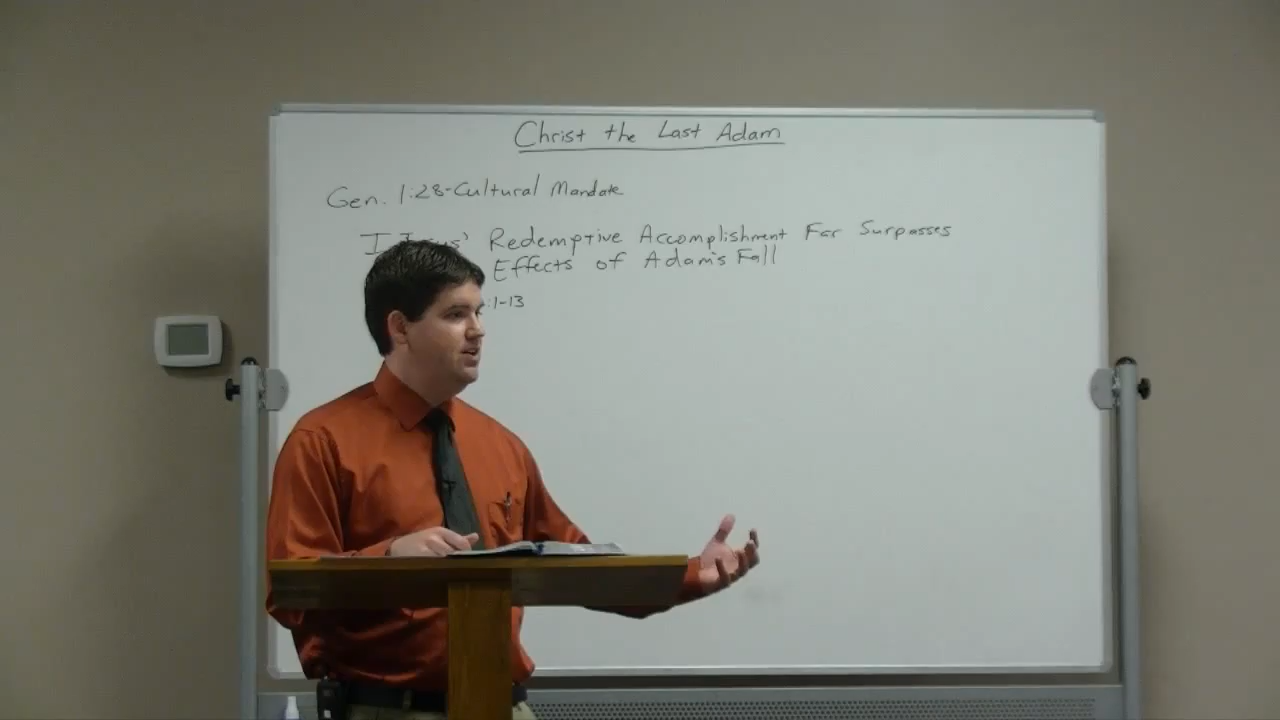 Christ the Last Adam
Gen. 1:28-Cultural Mandate
I. Redemptive Accomplishment Far Surpasses
Effects of Adam's Fall
:1-13